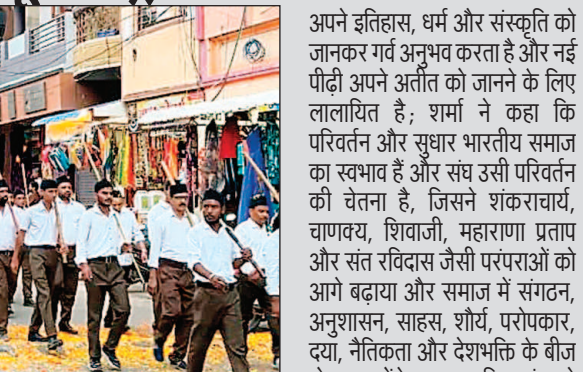 अपने इतिहास, धर्म और संस्कृति को
जानकर गर्व अनुभव करता है और नई
पीढ़ी अपने अतीत को जानने के लिए
लालायित है; शर्मा ने कहा कि
परिवर्तन और सुधार भारतीय समाज
का स्वभाव हैं और संघ उसी परिवर्तन
की चेतना है, जिसने शंकराचार्य,
चाणक्य, शिवाजी, महाराणा प्रताप
और संत रविदास जैसी परंपराओं को
आगे बढ़ाया और समाज में संगठन,
अनुशासन, साहस, शौर्य, परोपकार,
दया, नैतिकता और देशभक्ति के बीज